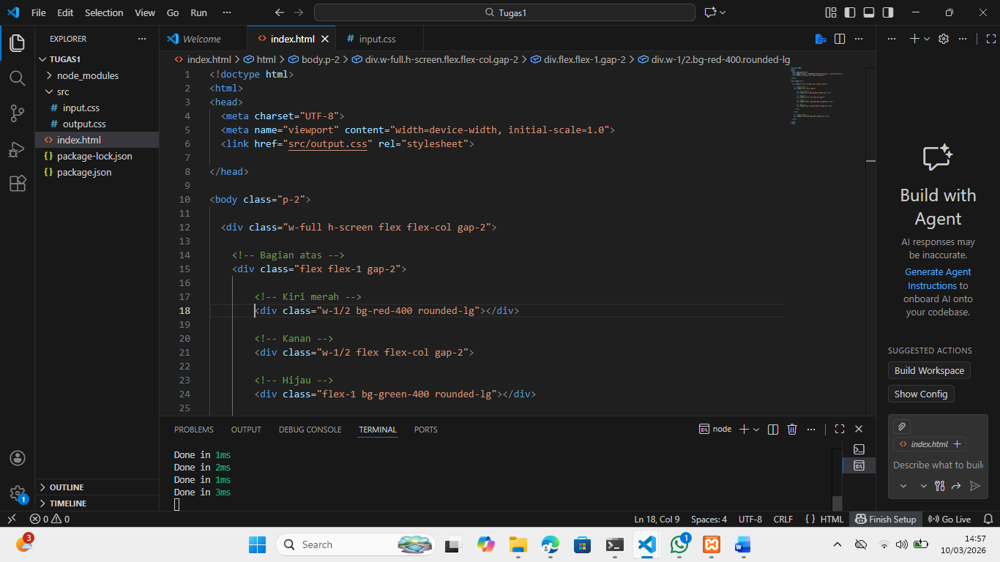 File Edit Selection View Go Run ···
Tugas1
EXPLORER ···
TUGAS1
node_modules
src
# input.css
# output.css
<> index.html
{} package-lock.json
{} package.json
OUTLINE
TIMELINE
1
Welcome
<> index.html
# input.css
···
<> index.html > html > body.p-2 > div.w-full.h-screen.flex.flex-col.gap-2 > div.flex.flex-1.gap-2 > div.w-1/2.bg-red-400.rounded-lg
1 <!doctype html>
2 <html>
3 <head>
4 <meta charset="UTF-8">
5 <meta name="viewport" content="width=device-width, initial-scale=1.0">
6 <link href="src/output.css" rel="stylesheet">
7
8 </head>
9
10 <body class="p-2">
11
12 <div class="w-full h-screen flex flex-col gap-2">
13
14 <!-- Bagian atas -->
15 <div class="flex flex-1 gap-2">
16
17 <!-- Kiri merah -->
18 <div class="w-1/2 bg-red-400 rounded-lg"></div>
19
20 <!-- Kanan -->
21 <div class="w-1/2 flex flex-col gap-2">
22
23 <!-- Hijau -->
24 <div class="flex-1 bg-green-400 rounded-lg"></div>
25
PROBLEMS OUTPUT DEBUG CONSOLE TERMINAL PORTS
node
Done in 1ms
Done in 2ms
Done in 1ms
Done in 3ms
Build with
Agent
AI responses may
be inaccurate.
Generate Agent
Instructions to
onboard AI onto
your codebase.
SUGGESTED ACTIONS
Build Workspace
Show Config
<> index.html +
Describe what to buil
0 0
Ln 18, Col 9 Spaces: 4 UTF-8 CRLF {} HTML Finish Setup Go Live
3
Search
1
14:57
10/03/2026